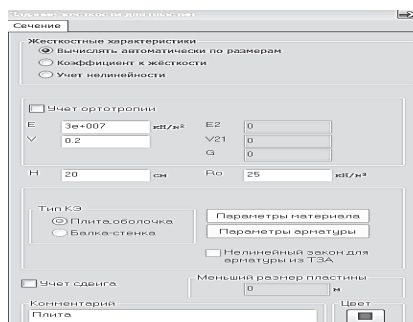 Сечение
Жесткостные характеристики
Вычислять автоматически по размерам
Коэффициент к жёсткости
Учет нелинейности
Учет ортотропии
E 3e+007 кН/м² E2 0
V 0.2 V21 0
G 0
H 20 см Ro 25 кН/м³
Тип КЭ
Плита,оболочка
Балка-стенка
Параметры материала
Параметры арматуры
Нелинейный закон для
арматуры из ТЗА
Учет сдвига
Меньший размер пластины
0 м
Комментарий
Плита
Цвет